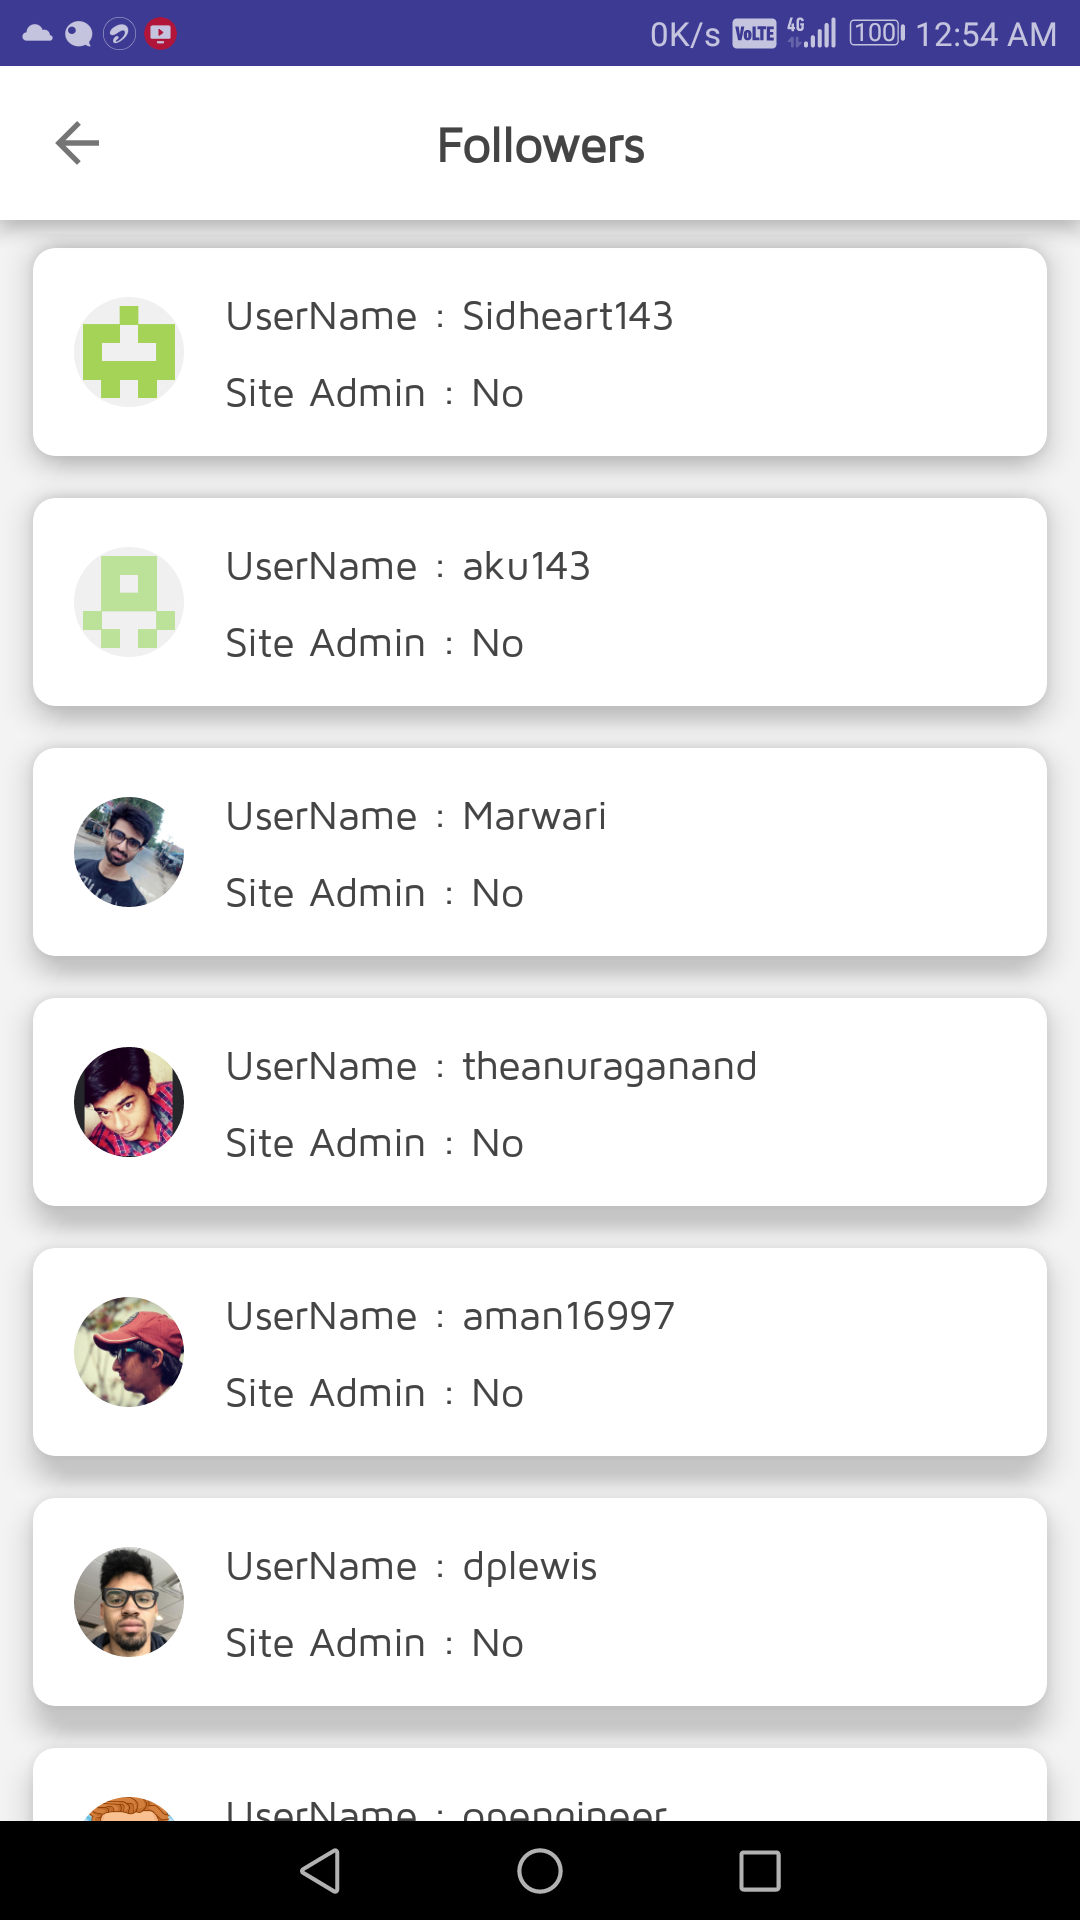 0K/s VoLTE 4G 100 12:54 AM
Followers
UserName : Sidheart143
Site Admin : No
UserName : aku143
Site Admin : No
UserName : Marwari
Site Admin : No
UserName : theanuraganand
Site Admin : No
UserName : aman16997
Site Admin : No
UserName : dplewis
Site Admin : No
UserName :